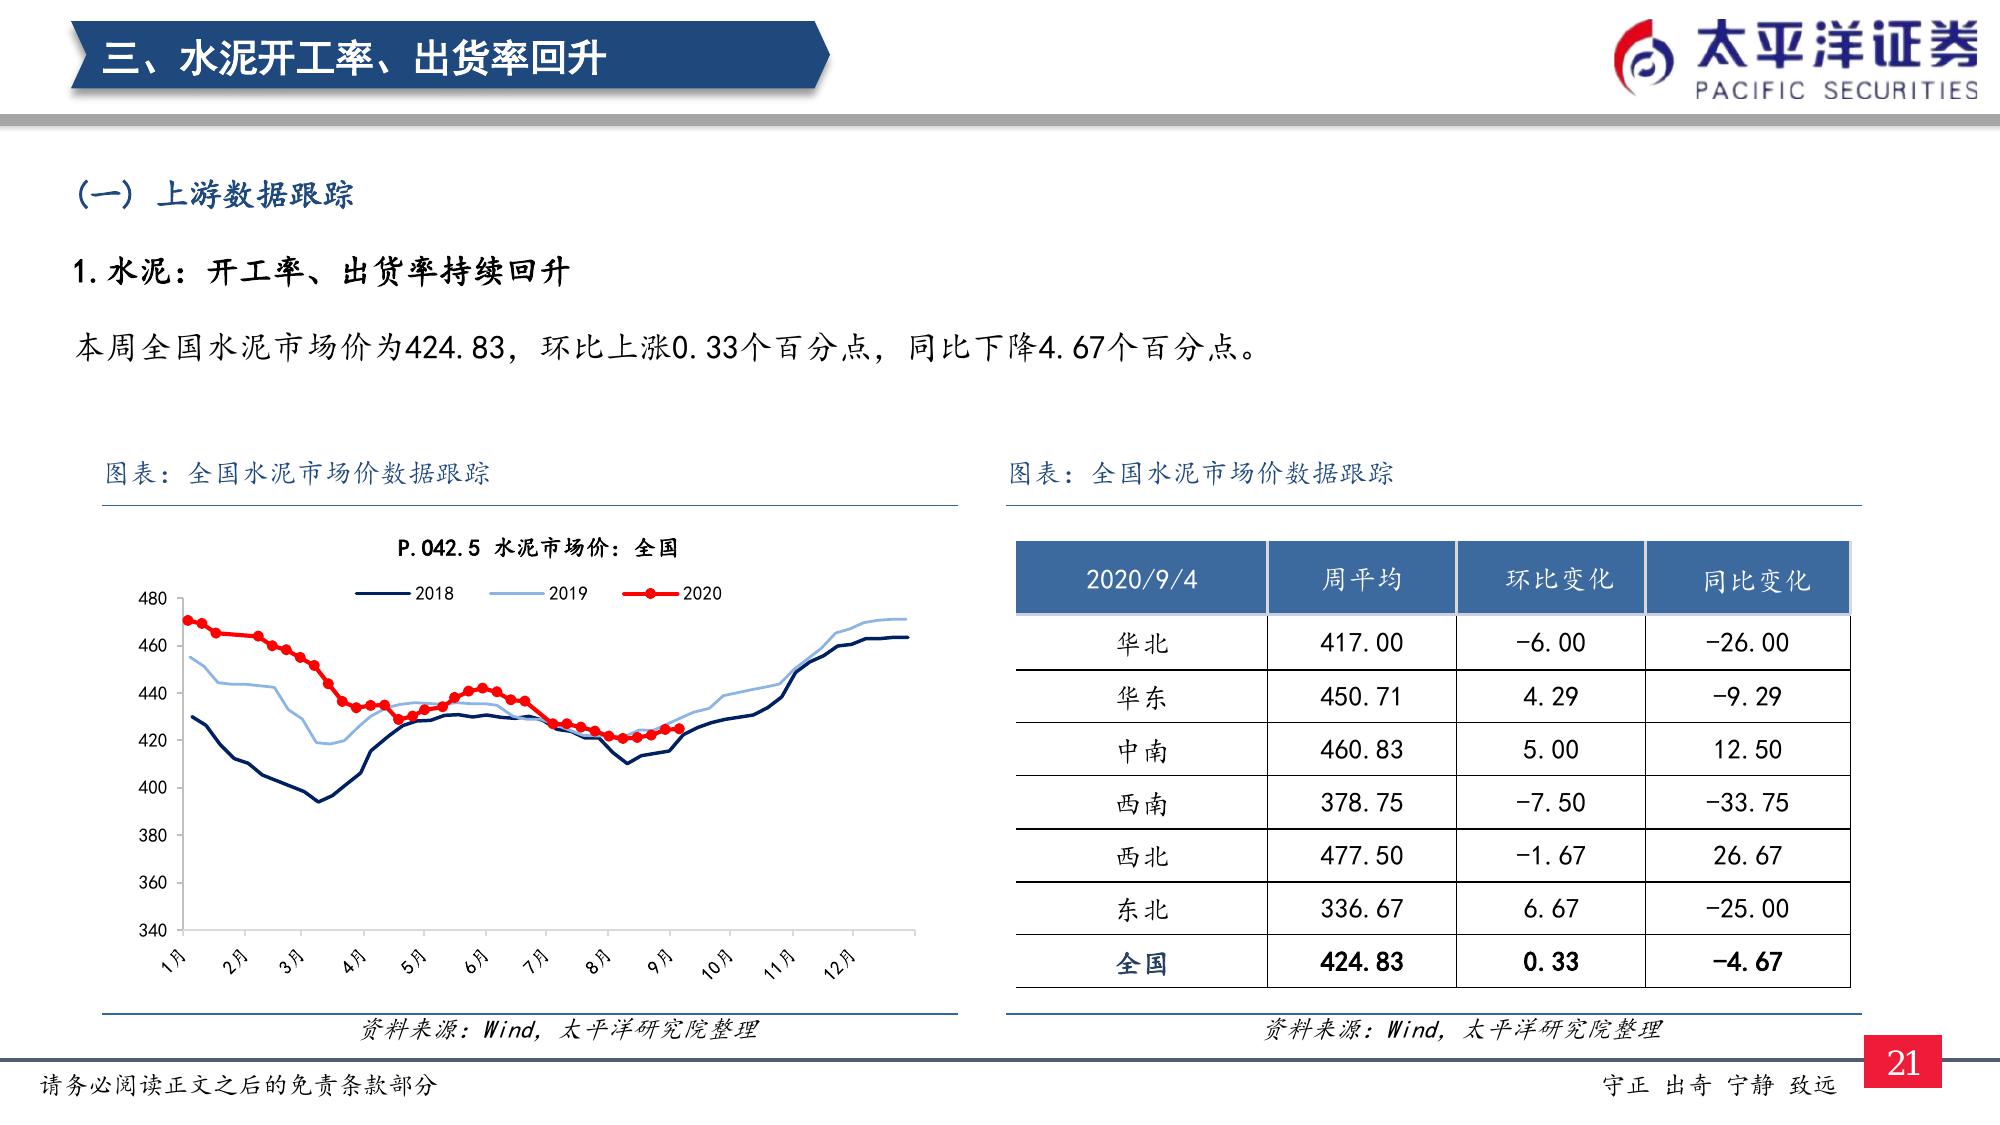 三、水泥开工率、出货率回升
太平洋证券
PACIFIC SECURITIES
(一) 上游数据跟踪
1.水泥：开工率、出货率持续回升
本周全国水泥市场价为424.83，环比上涨0.33个百分点，同比下降4.67个百分点。
图表：全国水泥市场价数据跟踪
P.042.5 水泥市场价：全国
2018 2019 2020
480
460
440
420
400
380
360
340
1月 2月 3月 4月 5月 6月 7月 8月 9月 10月 11月 12月
资料来源：Wind，太平洋研究院整理
图表：全国水泥市场价数据跟踪
2020/9/4 周平均 环比变化 同比变化
华北 417.00 -6.00 -26.00
华东 450.71 4.29 -9.29
中南 460.83 5.00 12.50
西南 378.75 -7.50 -33.75
西北 477.50 -1.67 26.67
东北 336.67 6.67 -25.00
全国 424.83 0.33 -4.67
资料来源：Wind，太平洋研究院整理
请务必阅读正文之后的免责条款部分
守正 出奇 宁静 致远
21